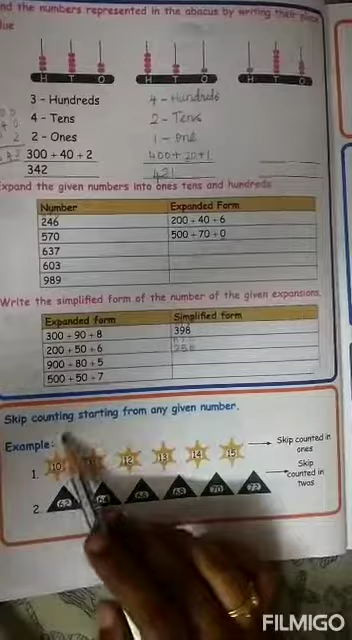 nd the numbers represented in the abacus by writing their place
lue
H T O H T O H T O
3 - Hundreds 4 - Hundreds
4 - Tens 2 - Tens
2 - Ones 1 - one
300 + 40 + 2 400 + 20 + 1
342 421
Expand the given numbers into ones tens and hundreds
Number Expanded Form
246 200 + 40 + 6
570 500 + 70 + 0
637
603
989
Write the simplified form of the number of the given expansions.
Expanded form Simplified form
300 + 90 + 8 398
200 + 50 + 6 256
900 + 80 + 5
500 + 50 + 7
Skip counting starting from any given number.
Example:
1. 10 12 13 14 15 Skip counted in ones
2. 62 64 66 68 70 72 Skip counted in twos
FILMIGO